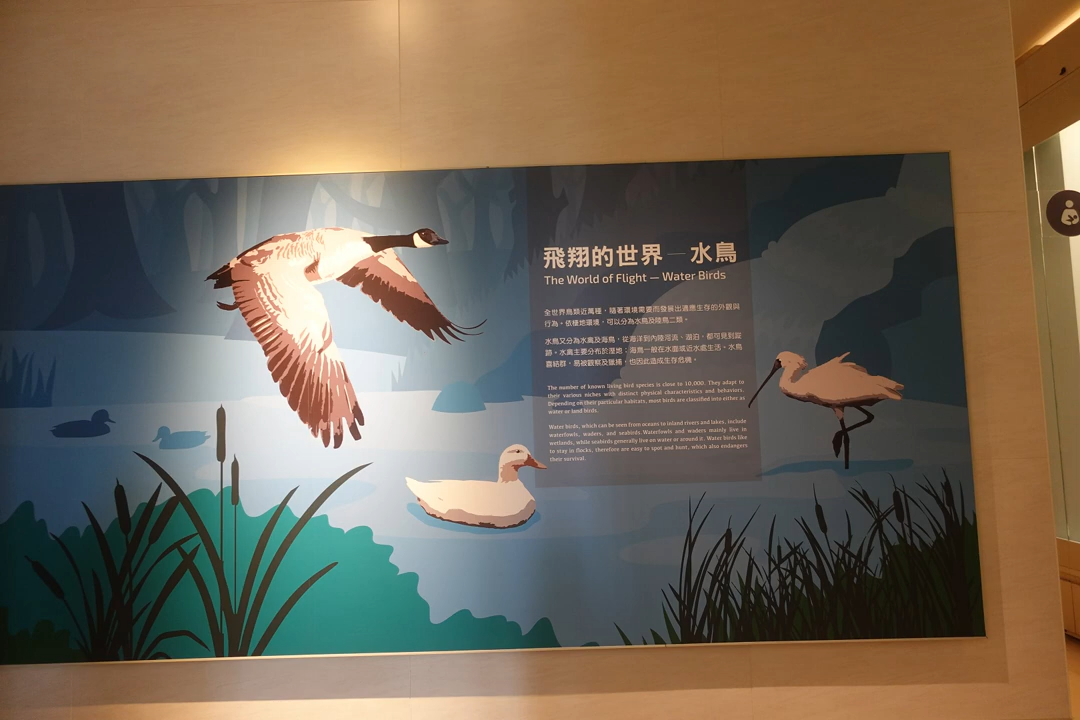 飛翔的世界—水鳥
The World of Flight — Water Birds
全世界鳥類近萬種，隨著環境需要而發展出適應生存的外觀與
行為。依棲地環境，可以分為水鳥及陸鳥二類。
水鳥又分為水禽及海鳥，從海洋到內陸河流、湖泊，都可見到蹤
跡。水禽主要分布於溼地；海鳥一般在水面或近水處生活。水鳥
喜結群，易被觀察及獵捕，也因此造成生存危機。
The number of known living bird species is close to 10,000. They adapt to
their various niches with distinct physical characteristics and behaviors.
Depending on their particular habitats, most birds are classified into either as
water or land birds.
Water birds, which can be seen from oceans to inland rivers and lakes, include
waterfowls, waders, and seabirds. Waterfowls and waders mainly live in
wetlands, while seabirds generally live on water or around it. Water birds like
to stay in flocks, therefore are easy to spot and hunt, which also endangers
their survival.